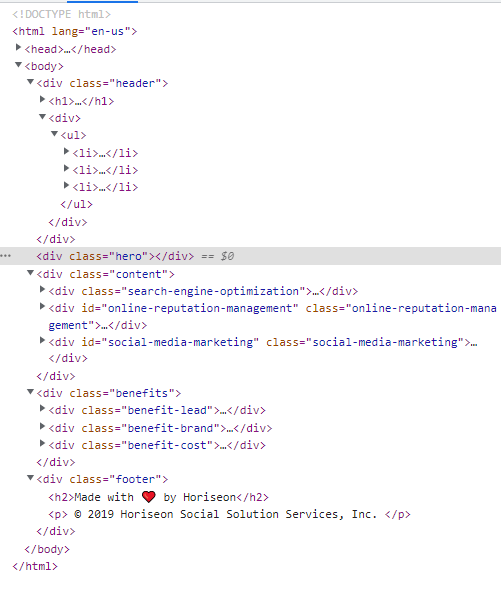 <!DOCTYPE html>
<html lang="en-us">
<head>…</head>
<body>
<div class="header">
<h1>…</h1>
<div>
<ul>
<li>…</li>
<li>…</li>
<li>…</li>
</ul>
</div>
</div>
<div class="hero"></div> == $0
<div class="content">
<div class="search-engine-optimization">…</div>
<div id="online-reputation-management" class="online-reputation-mana
gement">…</div>
<div id="social-media-marketing" class="social-media-marketing">…
</div>
</div>
<div class="benefits">
<div class="benefit-lead">…</div>
<div class="benefit-brand">…</div>
<div class="benefit-cost">…</div>
</div>
<div class="footer">
<h2>Made with ❤️ by Horiseon</h2>
<p> © 2019 Horiseon Social Solution Services, Inc. </p>
</div>
</body>
</html>